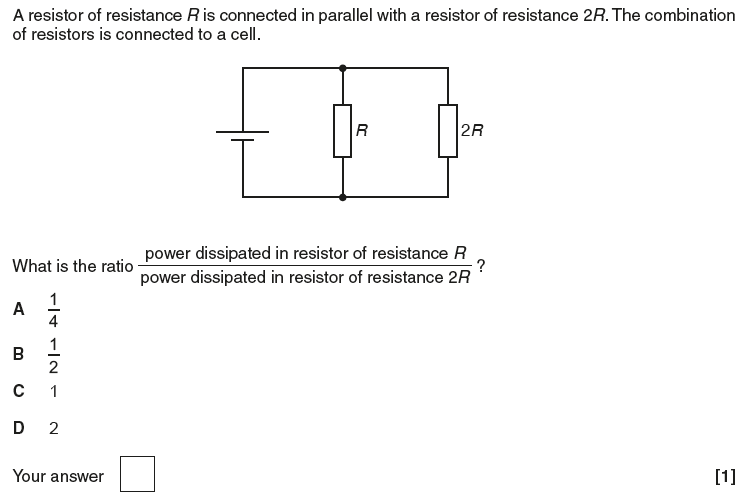 A resistor of resistance R is connected in parallel with a resistor of resistance 2R. The combination
of resistors is connected to a cell.
R
2R
What is the ratio power dissipated in resistor of resistance R
power dissipated in resistor of resistance 2R ?
A 1
4
B 1
2
C 1
D 2
Your answer
[1]